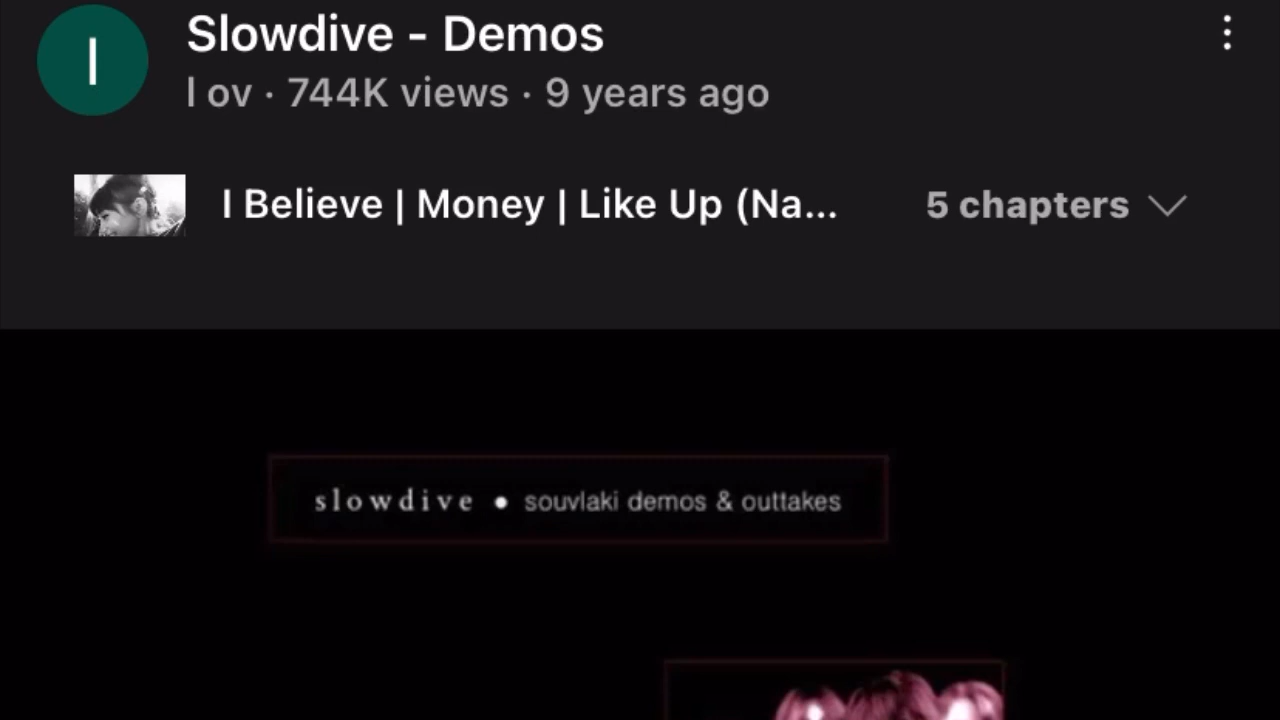 I
Slowdive - Demos
I ov · 744K views · 9 years ago
I Believe | Money | Like Up (Na...
5 chapters
slowdive • souvlaki demos & outtakes